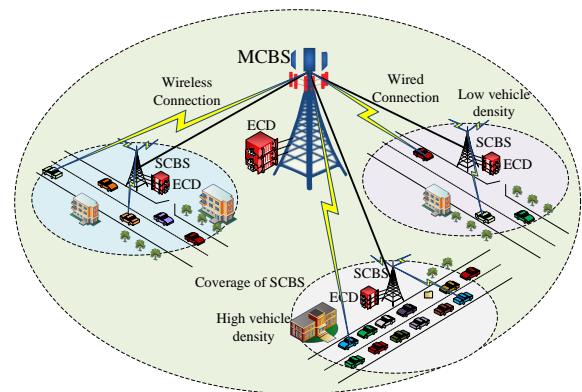 MCBS
Wireless
Connection
Wired
Connection
Low vehicle
density
ECD
SCBS
ECD
SCBS
ECD
Coverage of SCBS
SCBS
ECD
High vehicle
density